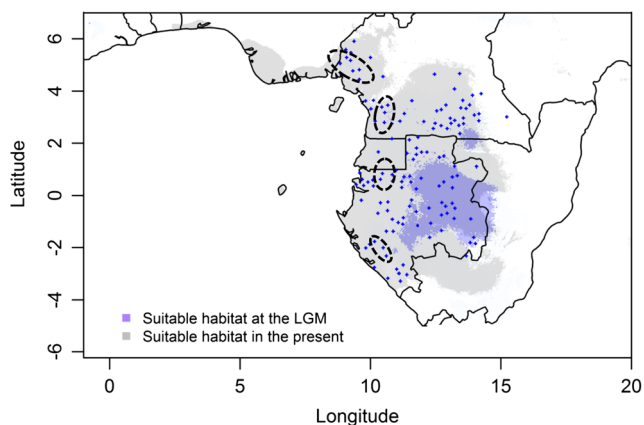 6
4
2
0
-2
-4
-6
Latitude
Suitable habitat at the LGM
Suitable habitat in the present
0 5 10 15 20
Longitude